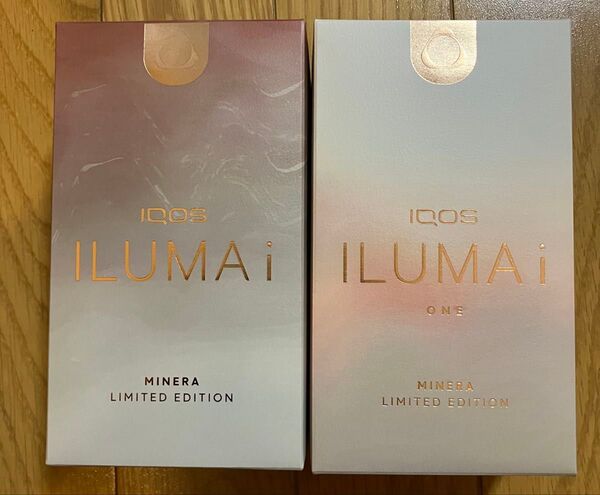 IQOS
ILUMA i
MINERA
LIMITED EDITION
IQOS
ILUMA i
ONE
MINERA
LIMITED EDITION